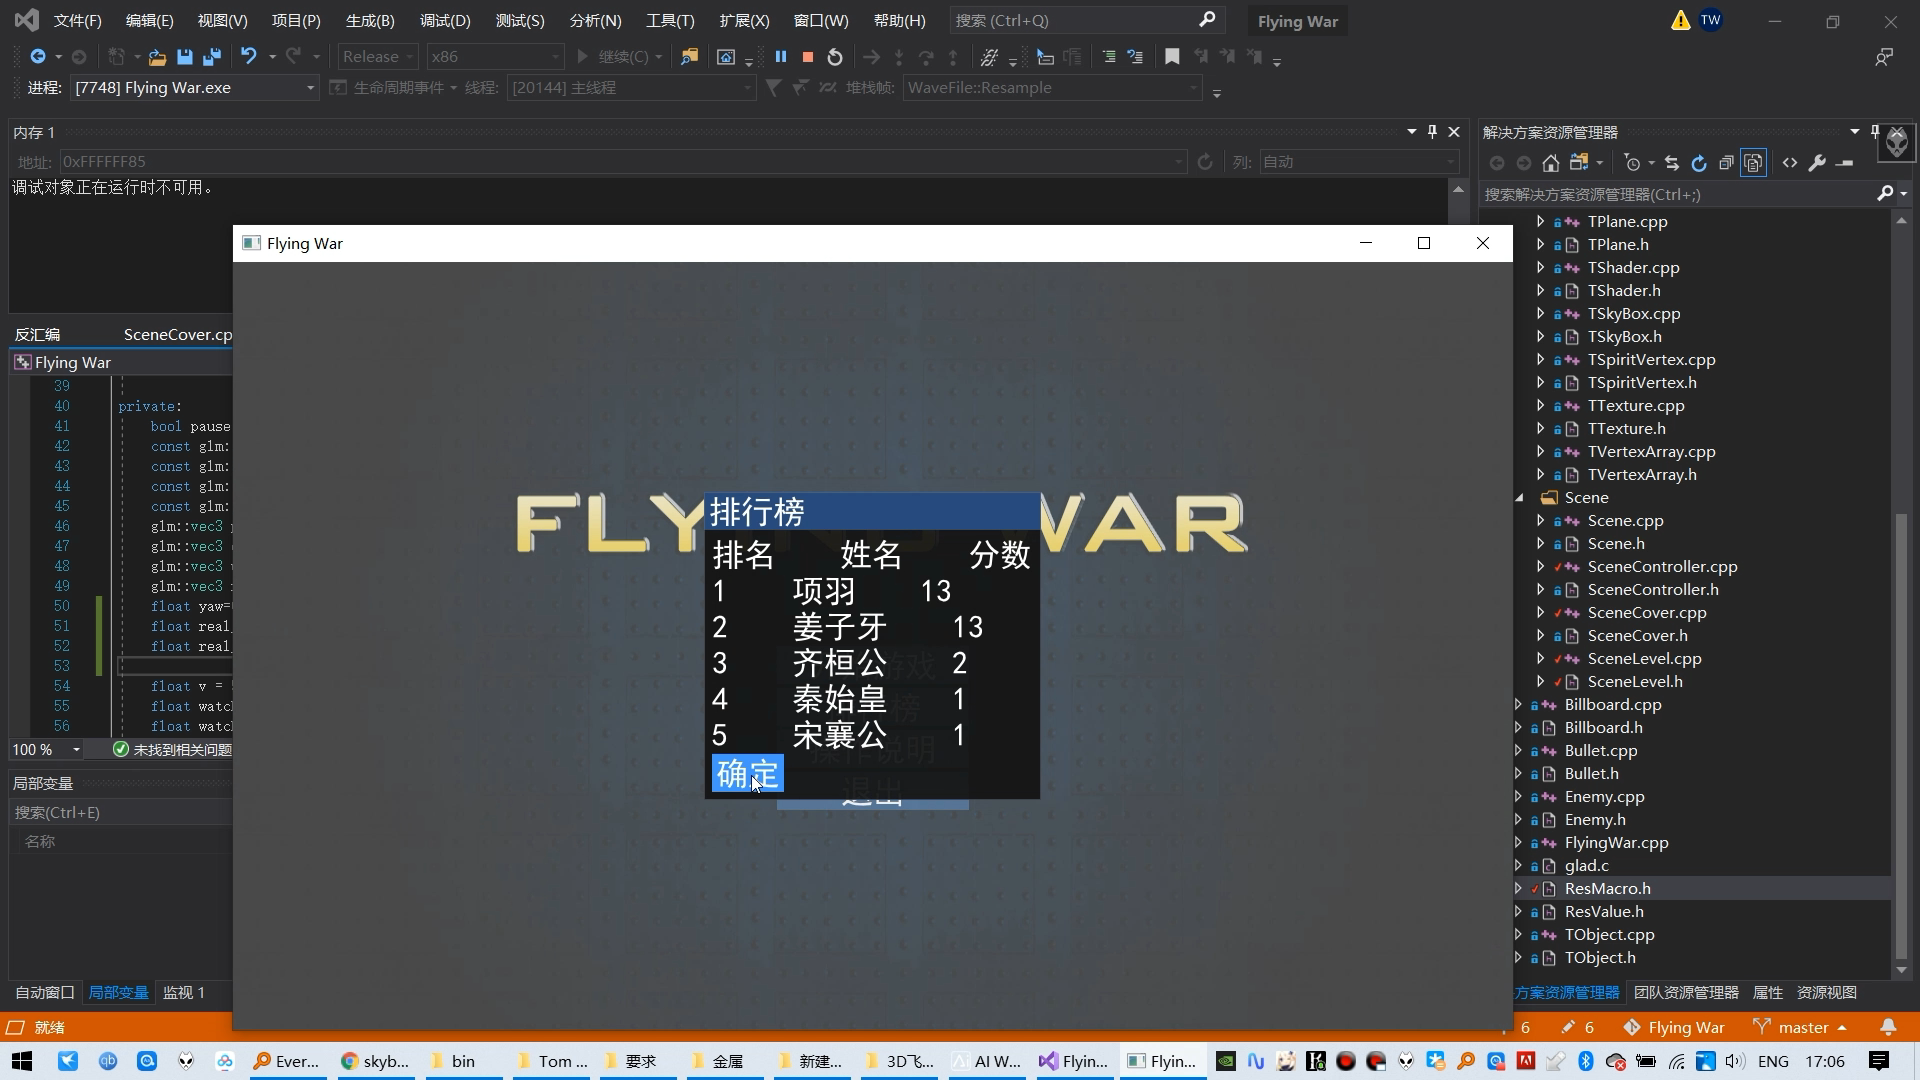 文件(F) 编辑(E) 视图(V) 项目(P) 生成(B) 调试(D) 测试(S) 分析(N) 工具(T) 扩展(X) 窗口(W) 帮助(H) 搜索 (Ctrl+Q) Flying War TW
Release x86 继续(C)
进程: [7748] Flying War.exe 生命周期事件 线程: [20144] 主线程 堆栈帧: WaveFile::Resample
内存 1
地址: 0xFFFFFF85 列: 自动
调试对象正在运行时不可用。
反汇编 SceneCover.cp
Flying War
39
40 private:
41 bool pause
42 const glm:
43 const glm:
44 const glm:
45 const glm:
46 glm::vec3
47 glm::vec3
48 glm::vec3
49 glm::vec3
50 float yaw=
51 float real_
52 float real_
53
54 float v =
55 float watc
56 float watc
100 % 未找到相关问题
局部变量
搜索(Ctrl+E)
名称
自动窗口 局部变量 监视 1
就绪
Flying War
FLY WAR
排行榜
排名 姓名 分数
1 项羽 13
2 姜子牙 13
3 齐桓公 2
4 秦始皇 1
5 宋襄公 1
确定
退出
解决方案资源管理器
搜索解决方案资源管理器(Ctrl+;)
TPlane.cpp
TPlane.h
TShader.cpp
TShader.h
TSkyBox.cpp
TSkyBox.h
TSpiritVertex.cpp
TSpiritVertex.h
TTexture.cpp
TTexture.h
TVertexArray.cpp
TVertexArray.h
Scene
Scene.cpp
Scene.h
SceneController.cpp
SceneController.h
SceneCover.cpp
SceneCover.h
SceneLevel.cpp
SceneLevel.h
Billboard.cpp
Billboard.h
Bullet.cpp
Bullet.h
Enemy.cpp
Enemy.h
FlyingWar.cpp
glad.c
ResMacro.h
ResValue.h
TObject.cpp
TObject.h
方案资源管理器 团队资源管理器 属性 资源视图
6 6 Flying War master
Ever... skyb... bin Tom ... 要求 金属 新建... 3D飞... AI W... Flyin... Flyin... ENG 17:06